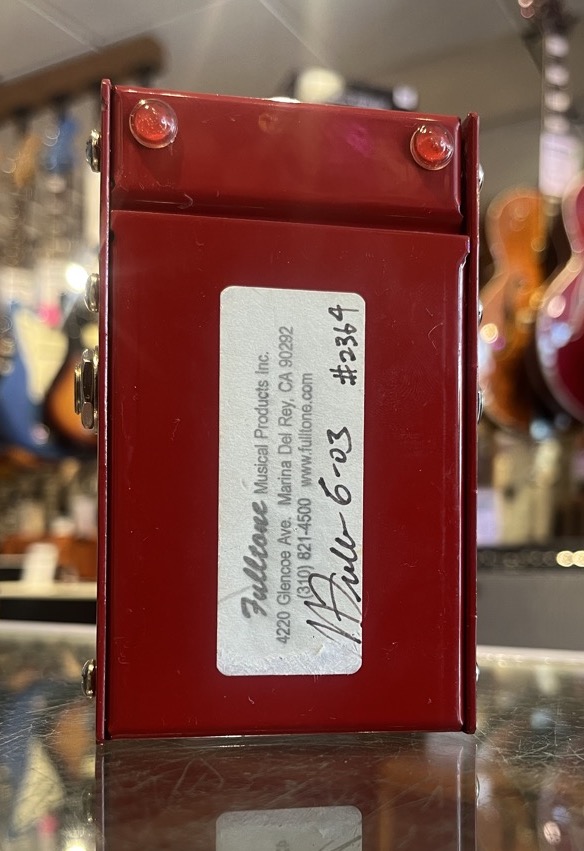 Fulltone Musical Products Inc.
4220 Glencoe Ave. Marina Del Rey, CA 90292
(310) 821-4500 www.fulltone.com
6-03 #2364